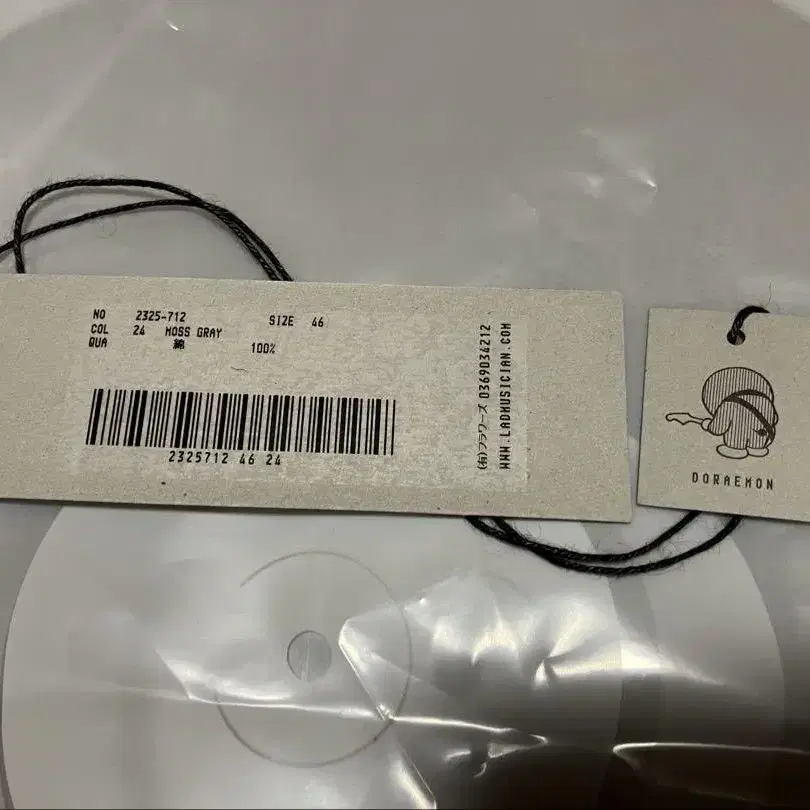 NO 2325-712 SIZE 46
COL 24 MOSS GRAY
QUA 綿 100%
2325712 46 24
(有)フラワーズ 0369034212
WWW.LADMUSICIAN.COM
DORAEMON